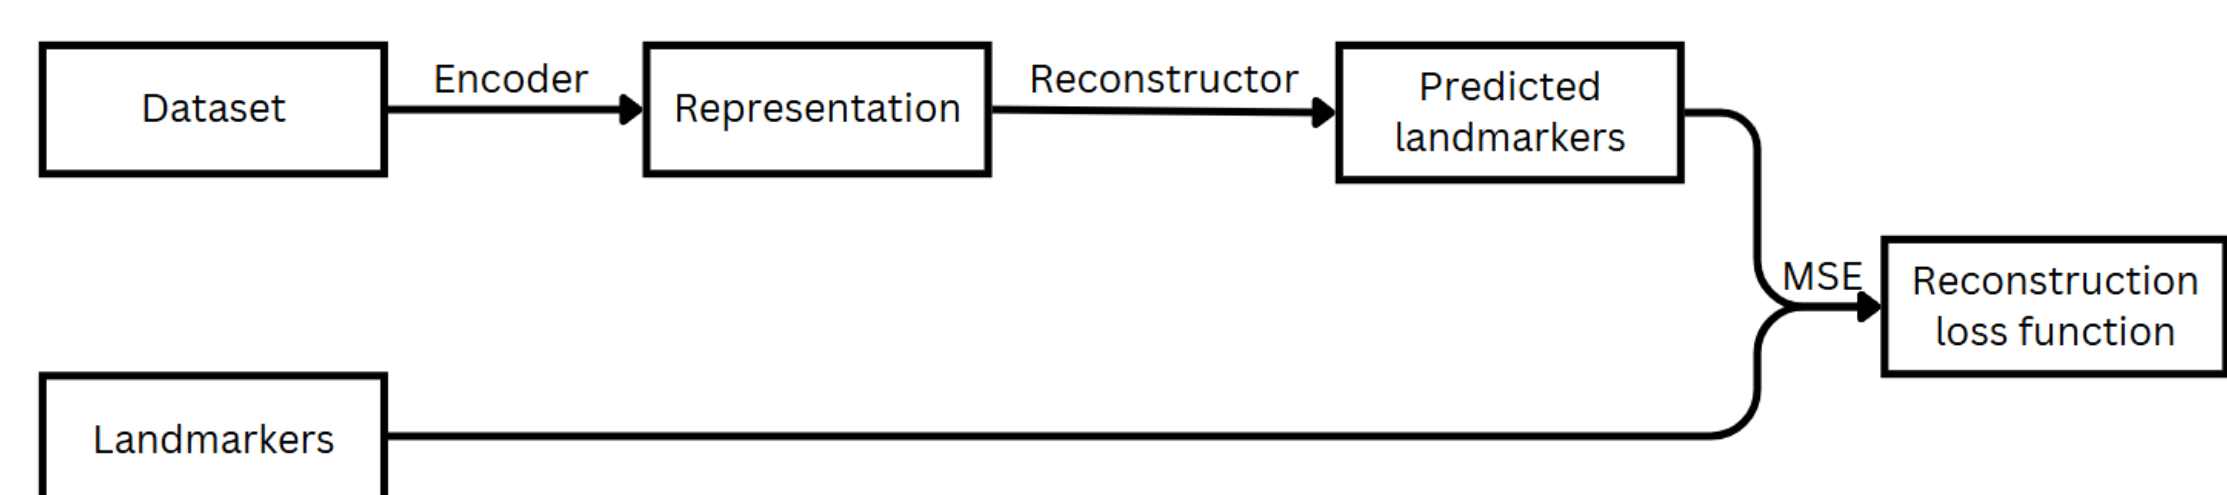 Dataset
Encoder
Representation
Reconstructor
Predicted
landmarkers
MSE
Reconstruction
loss function
Landmarkers